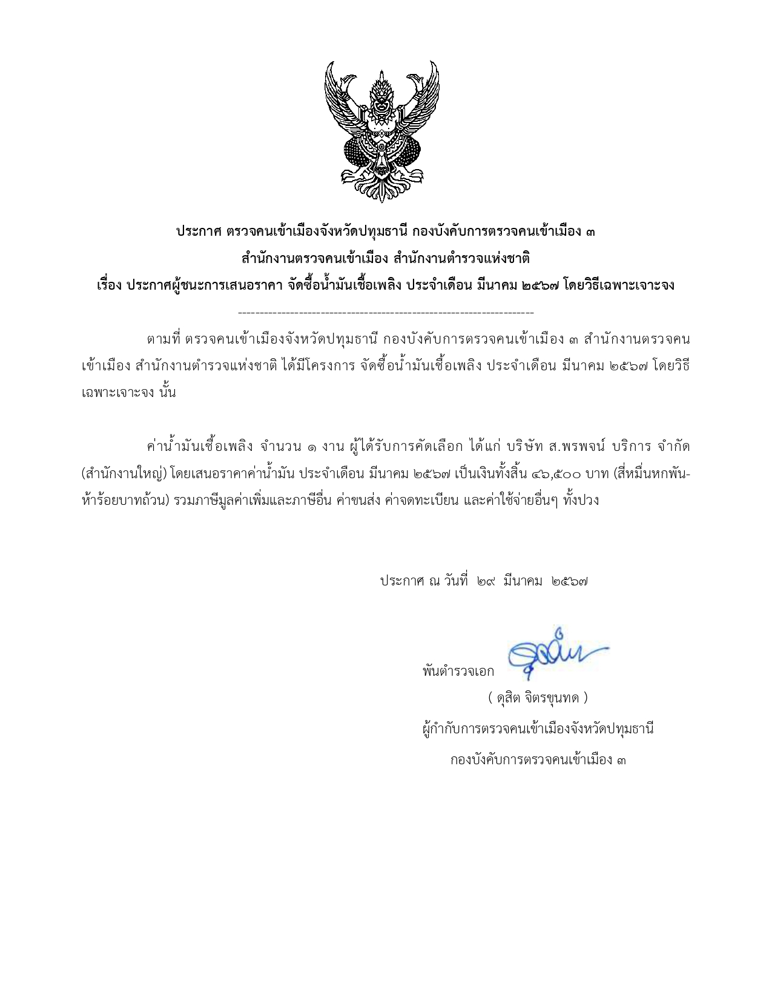 ประกาศ ตรวจคนเข้าเมืองจังหวัดปทุมธานี กองบังคับการตรวจคนเข้าเมือง ๓
สำนักงานตรวจคนเข้าเมือง สำนักงานตำรวจแห่งชาติ
เรื่อง ประกาศผู้ชนะการเสนอราคา จัดซื้อน้ำมันเชื้อเพลิง ประจำเดือน มีนาคม ๒๕๖๗ โดยวิธีเฉพาะเจาะจง
--------------------------------------------------------------------
ตามที่ ตรวจคนเข้าเมืองจังหวัดปทุมธานี กองบังคับการตรวจคนเข้าเมือง ๓ สำนักงานตรวจคน
เข้าเมือง สำนักงานตำรวจแห่งชาติ ได้มีโครงการ จัดซื้อน้ำมันเชื้อเพลิง ประจำเดือน มีนาคม ๒๕๖๗ โดยวิธี
เฉพาะเจาะจง นั้น
ค่าน้ำมันเชื้อเพลิง จำนวน ๑ งาน ผู้ได้รับการคัดเลือก ได้แก่ บริษัท ส.พรพจน์ บริการ จำกัด
(สำนักงานใหญ่) โดยเสนอราคาค่าน้ำมัน ประจำเดือน มีนาคม ๒๕๖๗ เป็นเงินทั้งสิ้น ๔๖,๕๐๐ บาท (สี่หมื่นหกพัน-
ห้าร้อยบาทถ้วน) รวมภาษีมูลค่าเพิ่มและภาษีอื่น ค่าขนส่ง ค่าจดทะเบียน และค่าใช้จ่ายอื่นๆ ทั้งปวง
ประกาศ ณ วันที่ ๒๙ มีนาคม ๒๕๖๗
พันตำรวจเอก
( ดุสิต จิตรขุนทด )
ผู้กำกับการตรวจคนเข้าเมืองจังหวัดปทุมธานี
กองบังคับการตรวจคนเข้าเมือง ๓